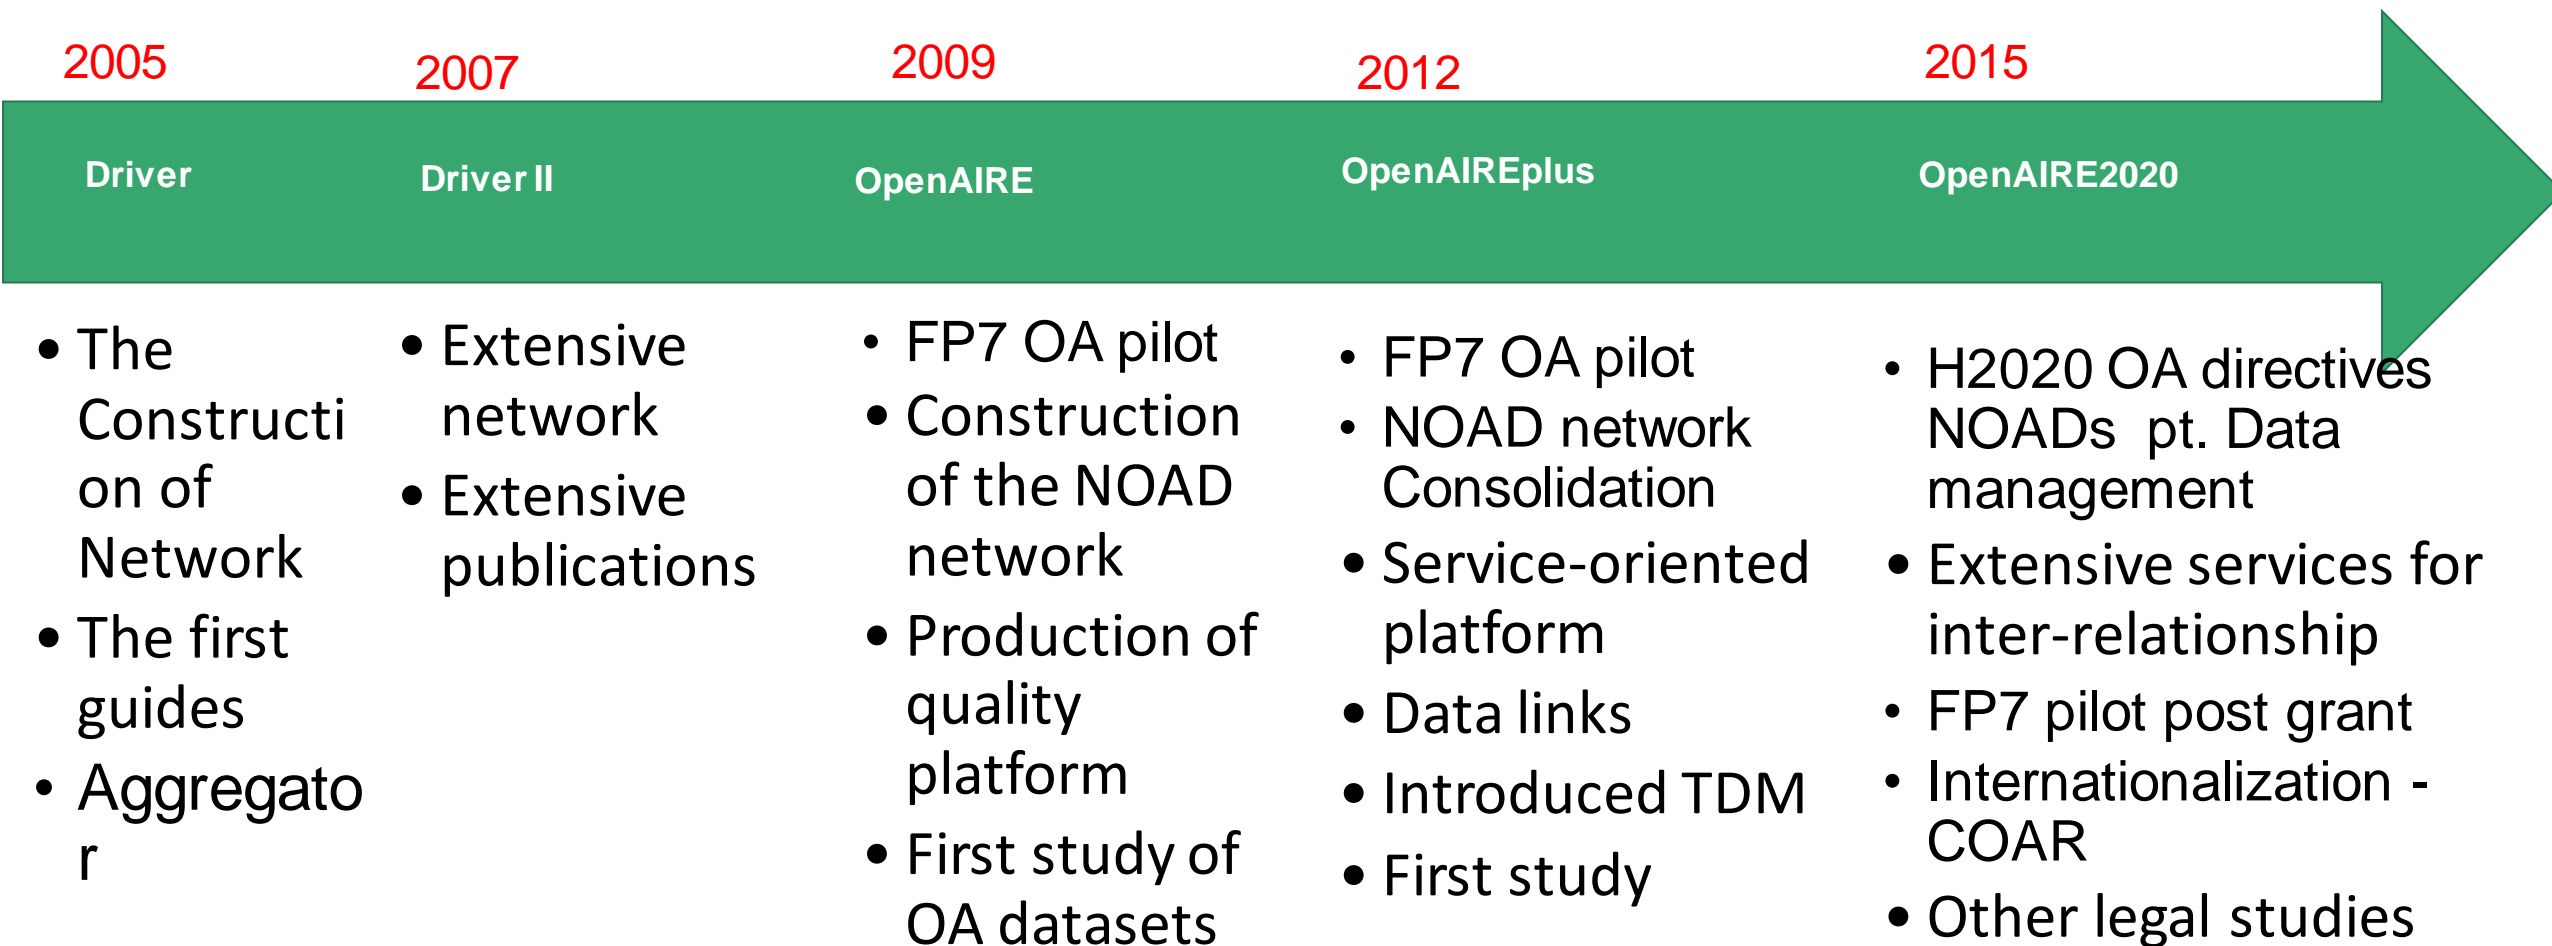 2005
2007
2009
2012
2015
Driver
Driver II
OpenAIRE
OpenAIREplus
OpenAIRE2020
• The
Constructi
on of
Network
• The first
guides
• Aggregato
r
• Extensive
network
• Extensive
publications
• FP7 OA pilot
• Construction
of the NOAD
network
• Production of
quality
platform
• First study of
OA datasets
• FP7 OA pilot
• NOAD network
Consolidation
• Service-oriented
platform
• Data links
• Introduced TDM
• First study
• H2020 OA directives
NOADs pt. Data
management
• Extensive services for
inter-relationship
• FP7 pilot post grant
• Internationalization -
COAR
• Other legal studies